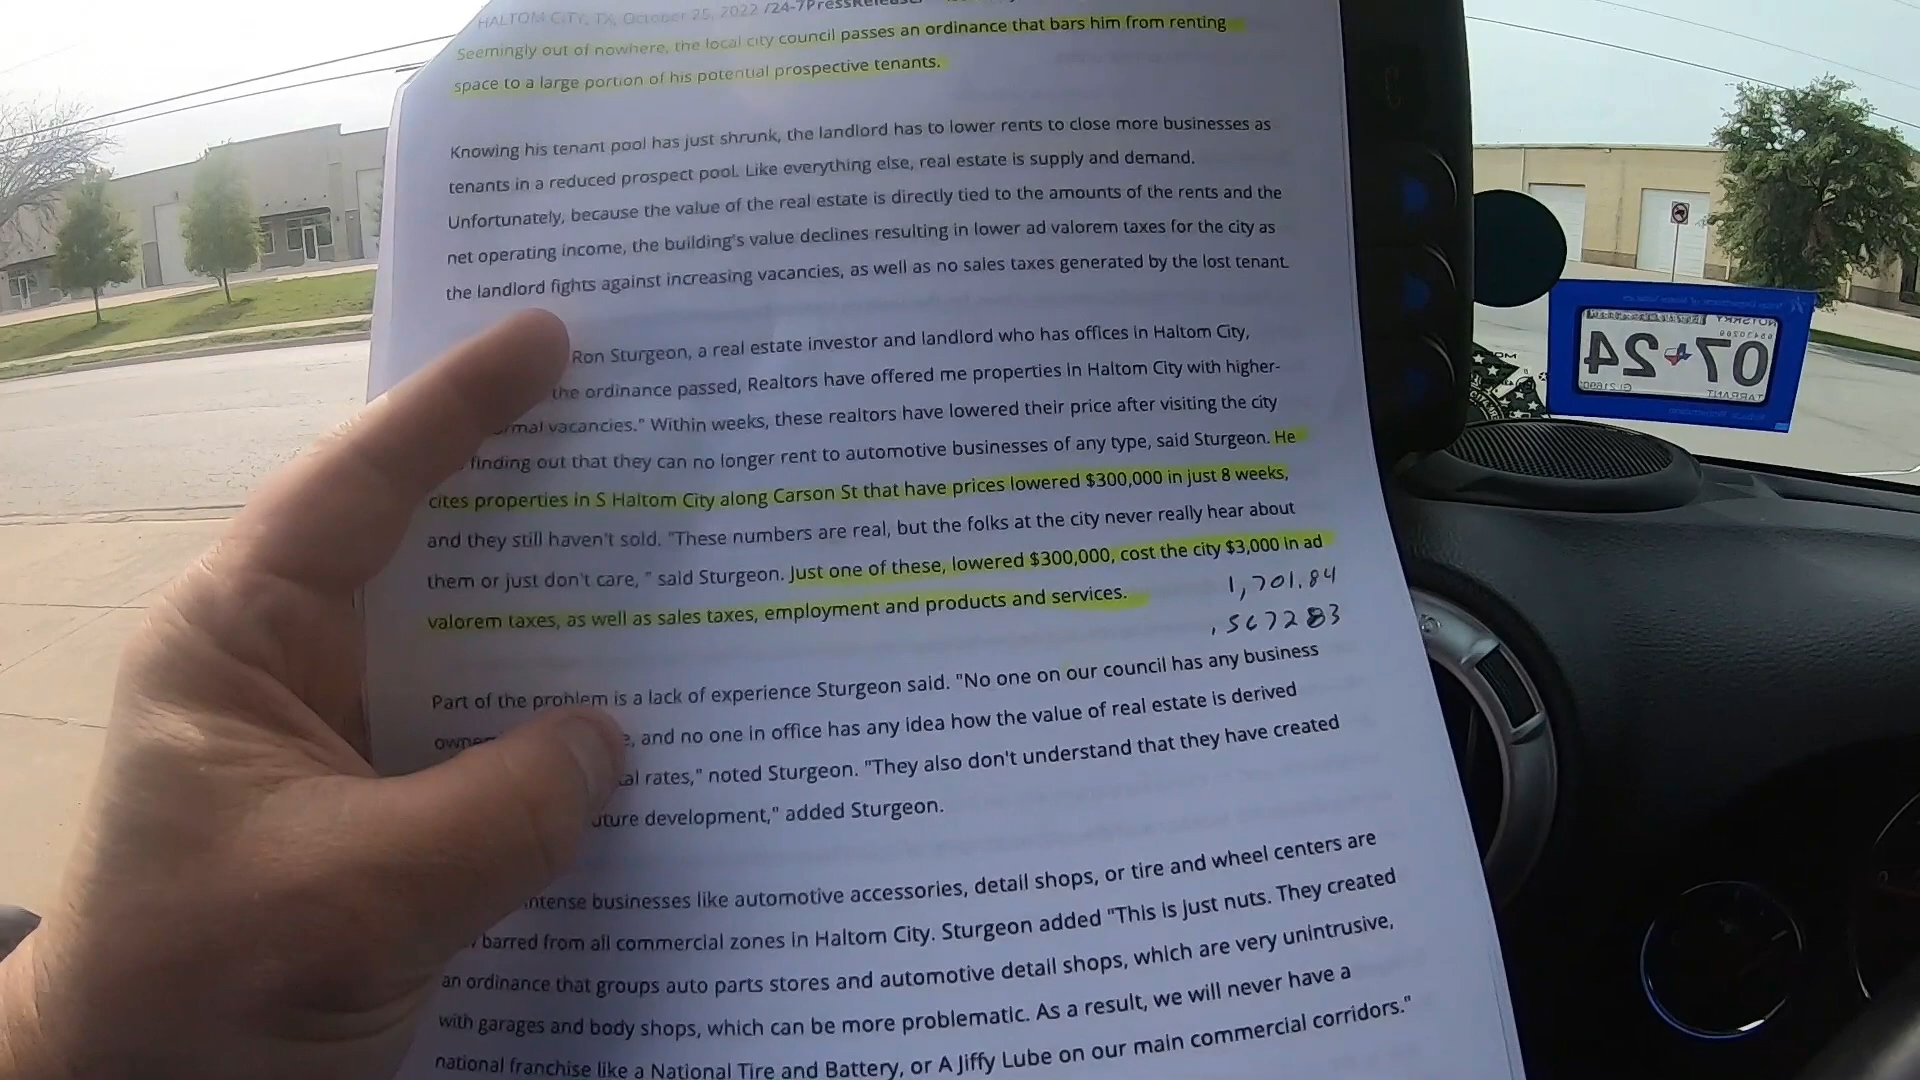 HALTOM CITY, TX, October 25, 2022 /24-7PressRelease/
Seemingly out of nowhere, the local city council passes an ordinance that bars him from renting
space to a large portion of his potential prospective tenants.
Knowing his tenant pool has just shrunk, the landlord has to lower rents to close more businesses as
tenants in a reduced prospect pool. Like everything else, real estate is supply and demand.
Unfortunately, because the value of the real estate is directly tied to the amounts of the rents and the
net operating income, the building's value declines resulting in lower ad valorem taxes for the city as
the landlord fights against increasing vacancies, as well as no sales taxes generated by the lost tenant.
Ron Sturgeon, a real estate investor and landlord who has offices in Haltom City,
the ordinance passed, Realtors have offered me properties in Haltom City with higher-
rmal vacancies." Within weeks, these realtors have lowered their price after visiting the city
finding out that they can no longer rent to automotive businesses of any type, said Sturgeon. He
cites properties in S Haltom City along Carson St that have prices lowered $300,000 in just 8 weeks,
and they still haven't sold. "These numbers are real, but the folks at the city never really hear about
them or just don't care, " said Sturgeon. Just one of these, lowered $300,000, cost the city $3,000 in ad
valorem taxes, as well as sales taxes, employment and products and services.
1,701.84
.567283
Part of the problem is a lack of experience Sturgeon said. "No one on our council has any business
e, and no one in office has any idea how the value of real estate is derived
al rates," noted Sturgeon. "They also don't understand that they have created
uture development," added Sturgeon.
intense businesses like automotive accessories, detail shops, or tire and wheel centers are
barred from all commercial zones in Haltom City. Sturgeon added "This is just nuts. They created
an ordinance that groups auto parts stores and automotive detail shops, which are very unintrusive,
with garages and body shops, which can be more problematic. As a result, we will never have a
national franchise like a National Tire and Battery, or A Jiffy Lube on our main commercial corridors."
07 24
TARRANT